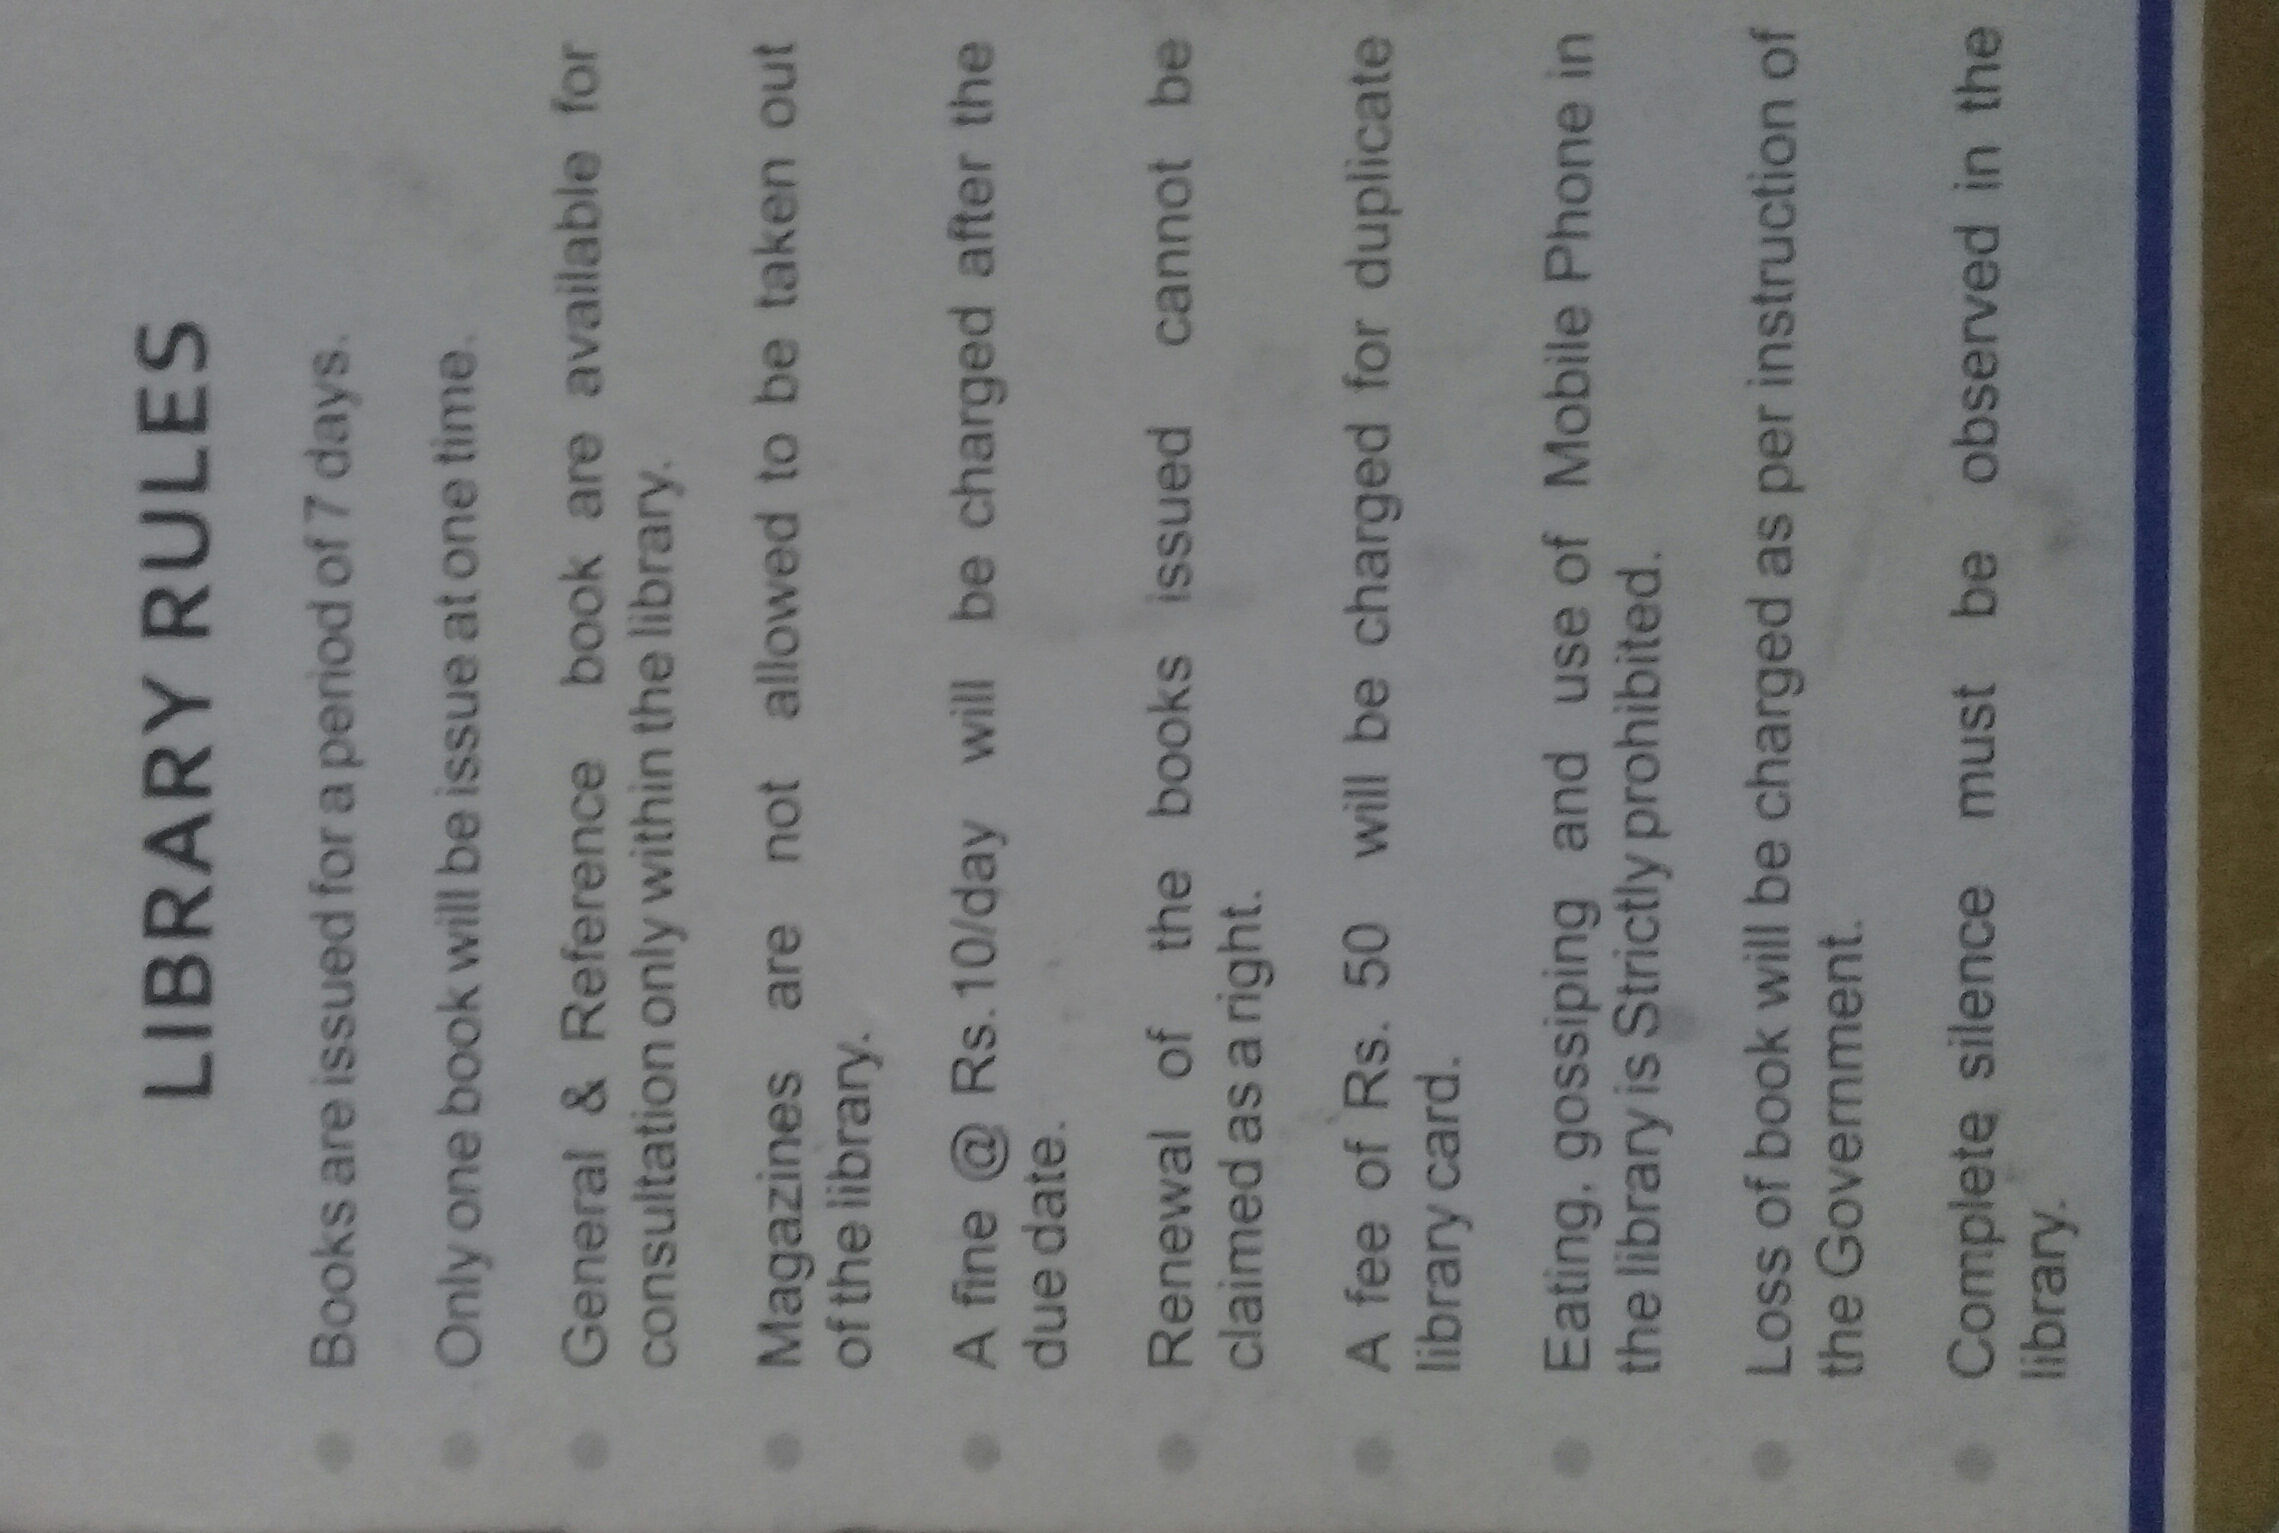 LIBRARY RULES
Books are issued for a period of 7 days.
Only one book will be issue at one time.
General & Reference book are available for
consultation only within the library.
Magazines are not allowed to be taken out
of the library.
A fine @ Rs. 10/day will be charged after the
due date.
Renewal of the books issued cannot be
claimed as a right.
A fee of Rs. 50 will be charged for duplicate
library card.
Eating, gossiping and use of Mobile Phone in
the library is Strictly prohibited.
Loss of book will be charged as per instruction of
the Government.
Complete silence must be observed in the
library.